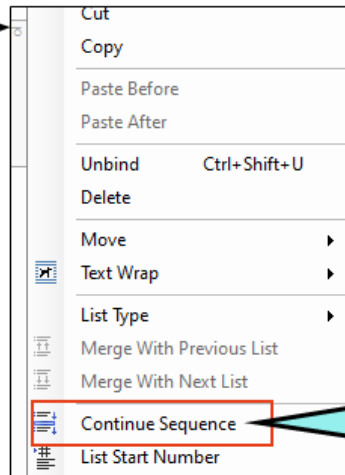 Cut
Copy
Paste Before
Paste After
Unbind Ctrl+Shift+U
Delete
Move
Text Wrap
List Type
Merge With Previous List
Merge With Next List
Continue Sequence
List Start Number